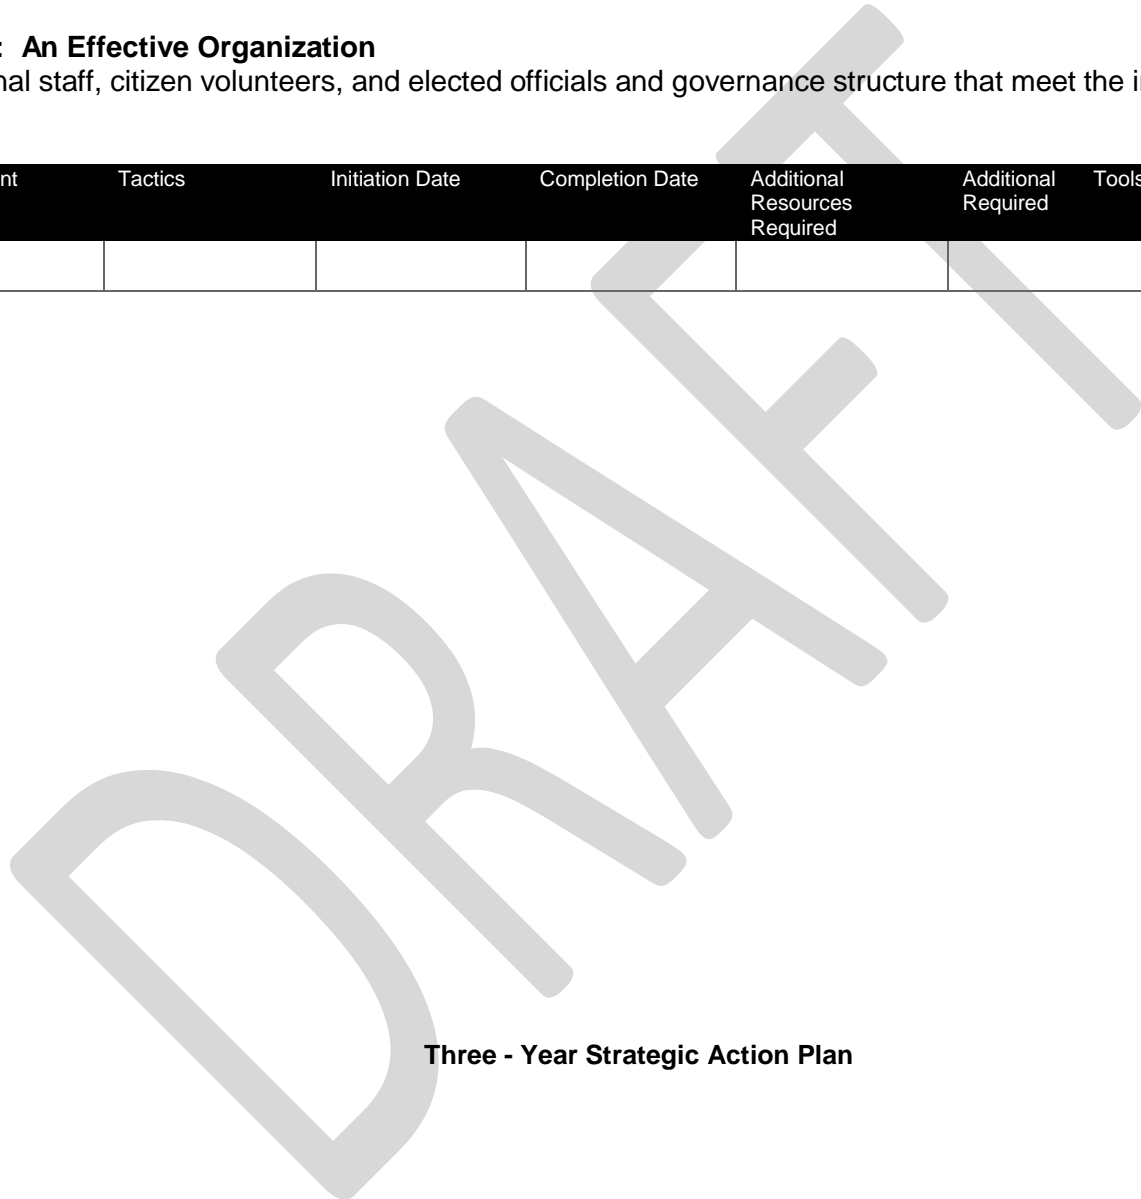 : An Effective Organization
nal staff, citizen volunteers, and elected officials and governance structure that meet the i
nt Tactics Initiation Date Completion Date Additional Resources Required Additional Tools Required
DRAFT
Three - Year Strategic Action Plan